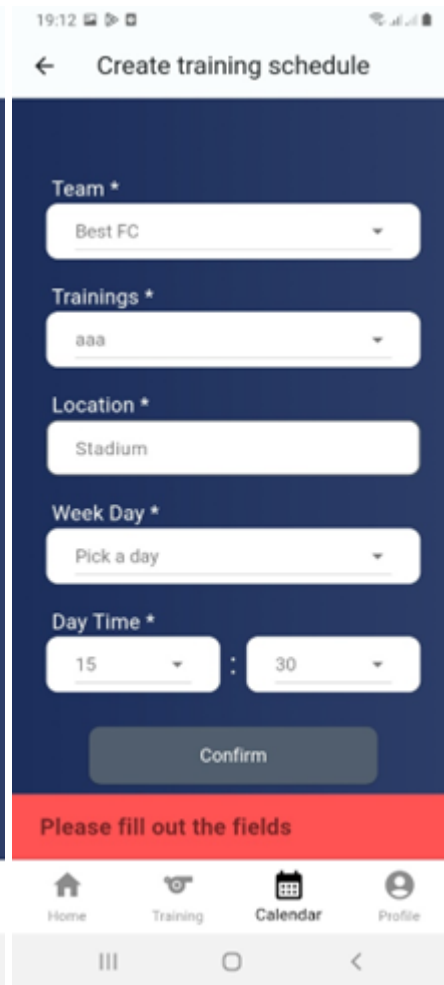 19:12
Create training schedule
Team *
Best FC
Trainings *
aaa
Location *
Stadium
Week Day *
Pick a day
Day Time *
15 : 30
Confirm
Please fill out the fields
Home Training Calendar Profile